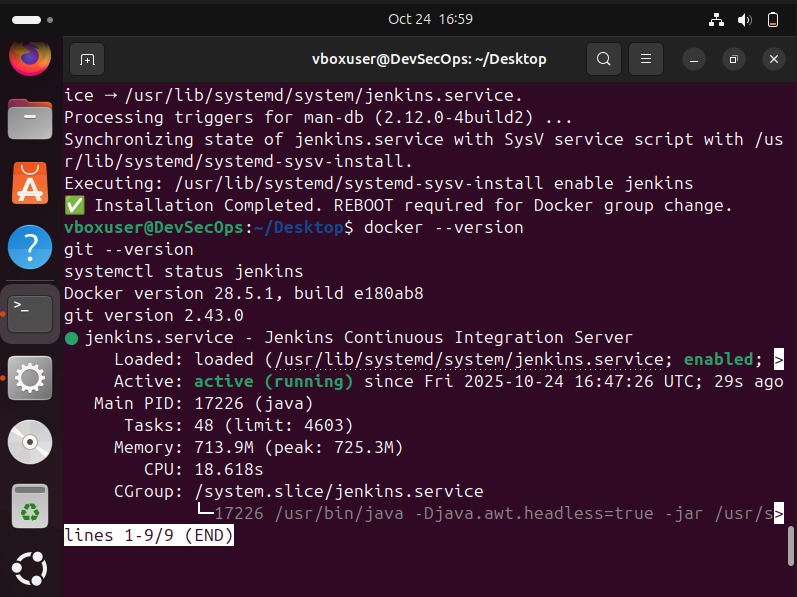 Oct 24 16:59
vboxuser@DevSecOps: ~/Desktop
ice → /usr/lib/systemd/system/jenkins.service.
Processing triggers for man-db (2.12.0-4build2) ...
Synchronizing state of jenkins.service with SysV service script with /us
r/lib/systemd/systemd-sysv-install.
Executing: /usr/lib/systemd/systemd-sysv-install enable jenkins
✅ Installation Completed. REBOOT required for Docker group change.
vboxuser@DevSecOps:~/Desktop$ docker --version
git --version
systemctl status jenkins
Docker version 28.5.1, build e180ab8
git version 2.43.0
● jenkins.service - Jenkins Continuous Integration Server
Loaded: loaded (/usr/lib/systemd/system/jenkins.service; enabled; >
Active: active (running) since Fri 2025-10-24 16:47:26 UTC; 29s ago
Main PID: 17226 (java)
Tasks: 48 (limit: 4603)
Memory: 713.9M (peak: 725.3M)
CPU: 18.618s
CGroup: /system.slice/jenkins.service
└─17226 /usr/bin/java -Djava.awt.headless=true -jar /usr/s>
lines 1-9/9 (END)